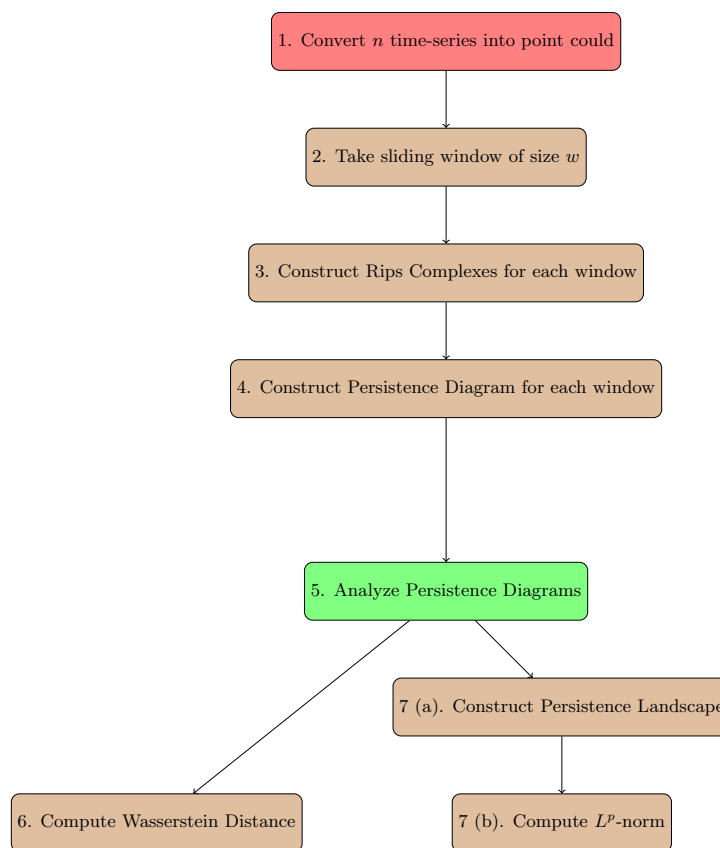 1. Convert n time-series into point could
2. Take sliding window of size w
3. Construct Rips Complexes for each window
4. Construct Persistence Diagram for each window
5. Analyze Persistence Diagrams
7 (a). Construct Persistence Landscape
6. Compute Wasserstein Distance
7 (b). Compute L^p-norm